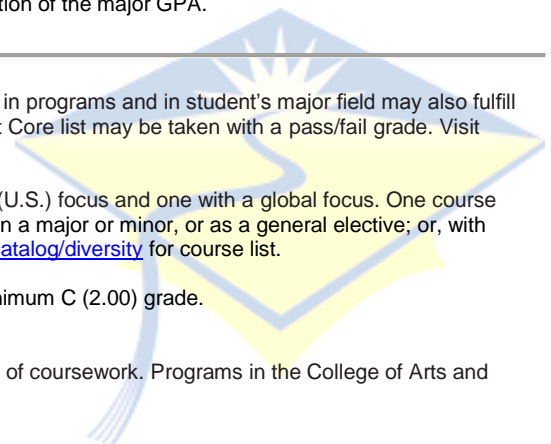 tion of the major GPA.
in programs and in student's major field may also fulfill
Core list may be taken with a pass/fail grade. Visit
(U.S.) focus and one with a global focus. One course
n a major or minor, or as a general elective; or, with
atalog/diversity for course list.
nimum C (2.00) grade.
of coursework. Programs in the College of Arts and